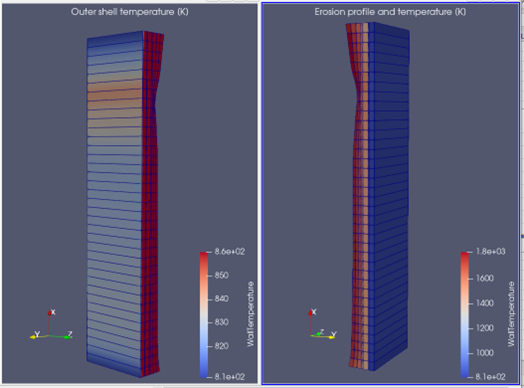 Outer shell temperature (K)
8.6e+02
850
840
830
820
8.1e+02
WallTemperature
X
Y
Z
Erosion profile and temperature (K)
1.8e+03
1600
1400
1200
1000
8.1e+02
WallTemperature
X
Z
Y